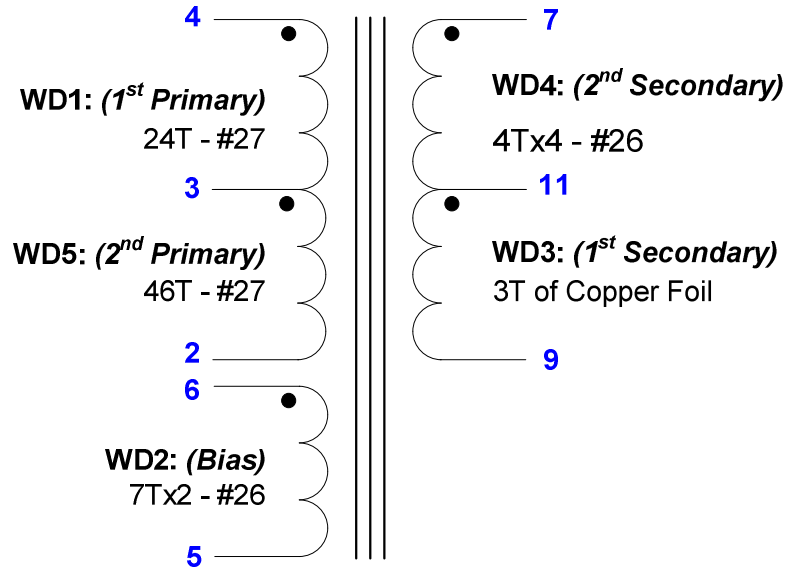 4
WD1: (1st Primary)
24T - #27
3
WD5: (2nd Primary)
46T - #27
2
6
WD2: (Bias)
7Tx2 - #26
5
7
WD4: (2nd Secondary)
4Tx4 - #26
11
WD3: (1st Secondary)
3T of Copper Foil
9